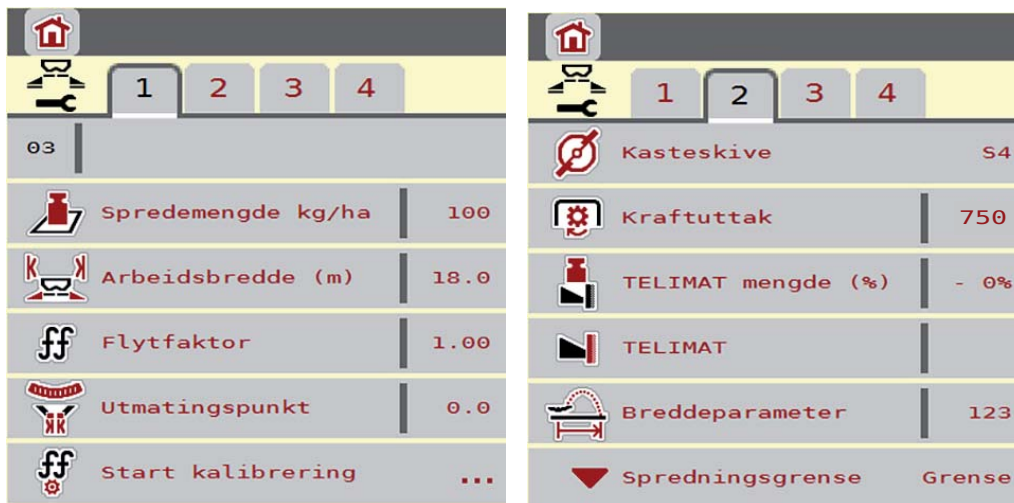 1 2 3 4
03
Spredemengde kg/ha 100
Arbeidsbredde (m) 18.0
Flytfaktor 1.00
Utmatingspunkt 0.0
Start kalibrering ...
1 2 3 4
Kasteskive S4
Kraftuttak 750
TELIMAT mengde (%) - 0%
TELIMAT
Breddeparameter 123
Spredningsgrense Grense